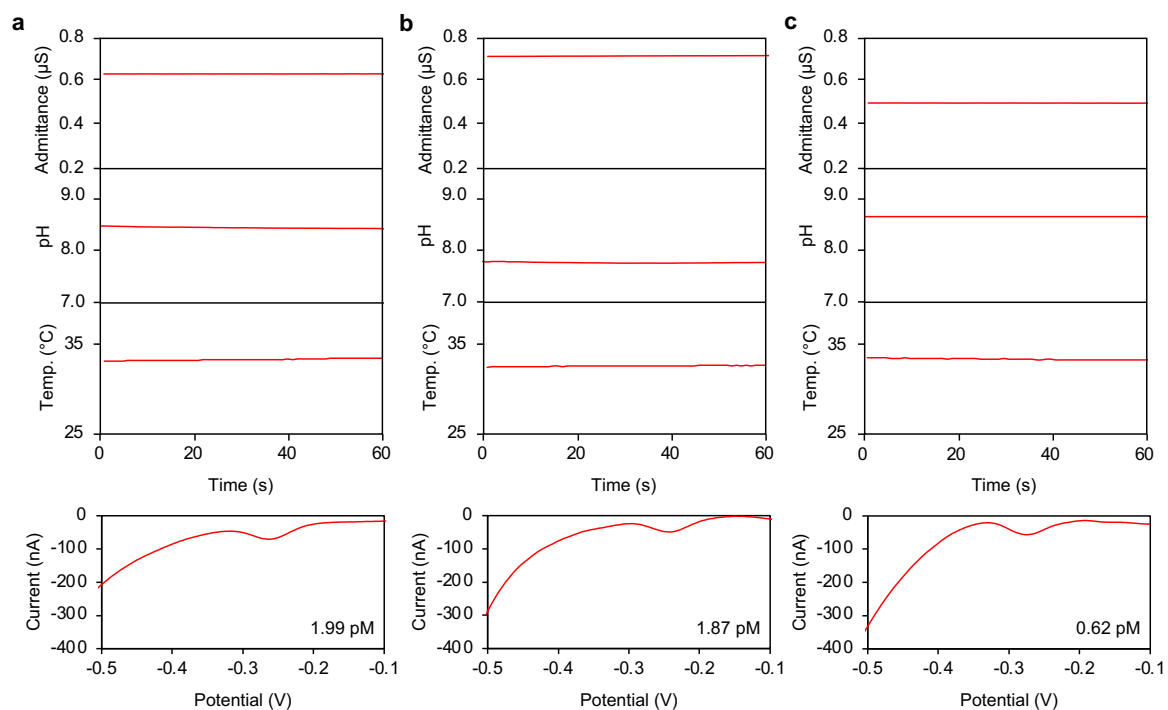 a
Admittance (µS)
0.8
0.6
0.4
0.2
pH
9.0
8.0
7.0
Temp. (°C)
35
25
0 20 40 60
Time (s)
Current (nA)
0
-100
-200
-300
-400
1.99 pM
-0.5 -0.4 -0.3 -0.2 -0.1
Potential (V)
b
Admittance (µS)
0.8
0.6
0.4
0.2
pH
9.0
8.0
7.0
Temp. (°C)
35
25
0 20 40 60
Time (s)
Current (nA)
0
-100
-200
-300
-400
1.87 pM
-0.5 -0.4 -0.3 -0.2 -0.1
Potential (V)
c
Admittance (µS)
0.8
0.6
0.4
0.2
pH
9.0
8.0
7.0
Temp. (°C)
35
25
0 20 40 60
Time (s)
Current (nA)
0
-100
-200
-300
-400
0.62 pM
-0.5 -0.4 -0.3 -0.2 -0.1
Potential (V)